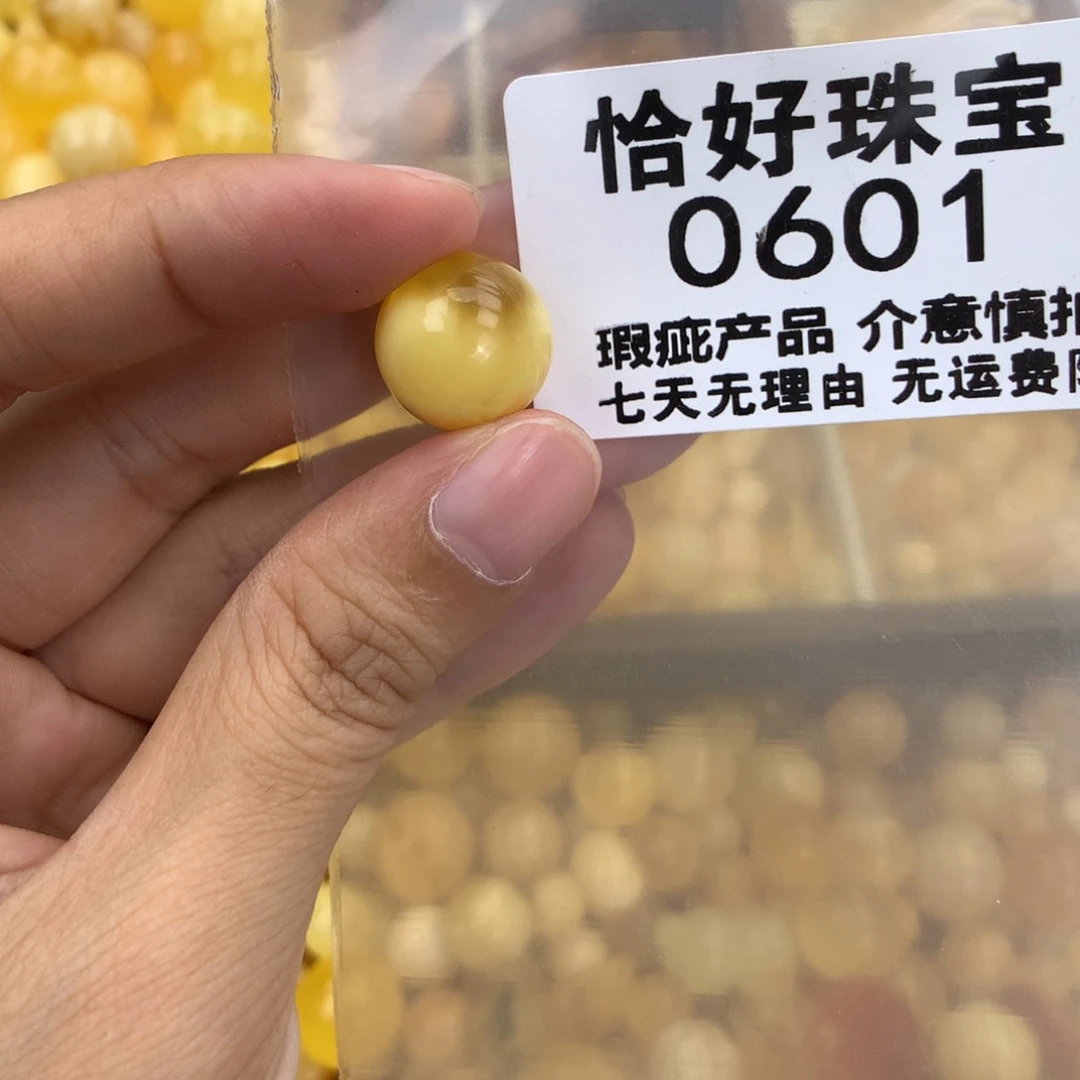 恰好珠宝
0601
瑕疵产品 介意慎拍
七天无理由 无运费